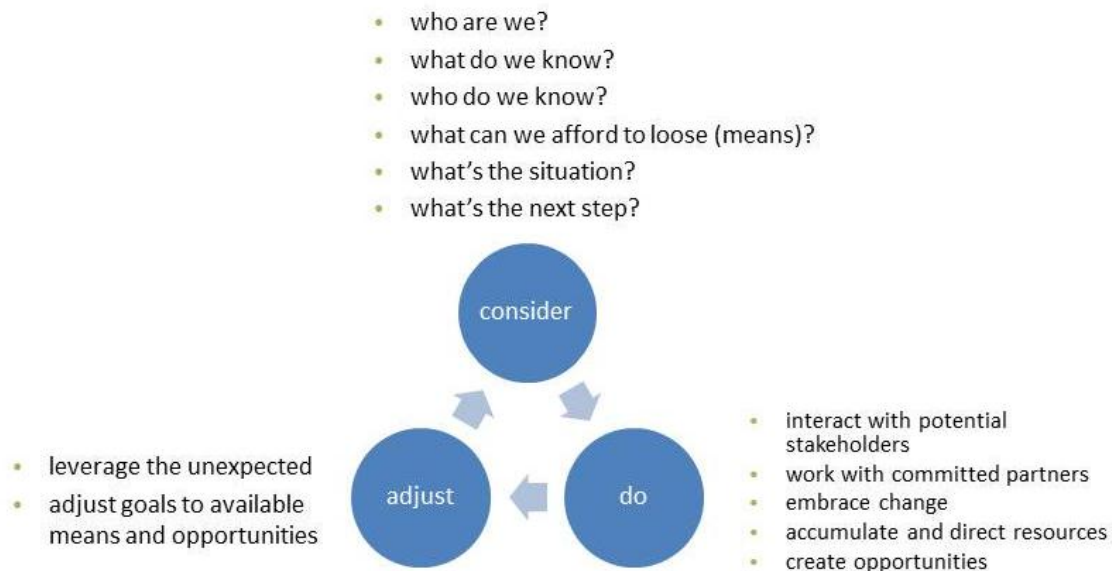 • who are we?
• what do we know?
• who do we know?
• what can we afford to loose (means)?
• what’s the situation?
• what’s the next step?
consider
• interact with potential
stakeholders
• work with committed partners
• embrace change
• accumulate and direct resources
• create opportunities
do
adjust
• leverage the unexpected
• adjust goals to available
means and opportunities